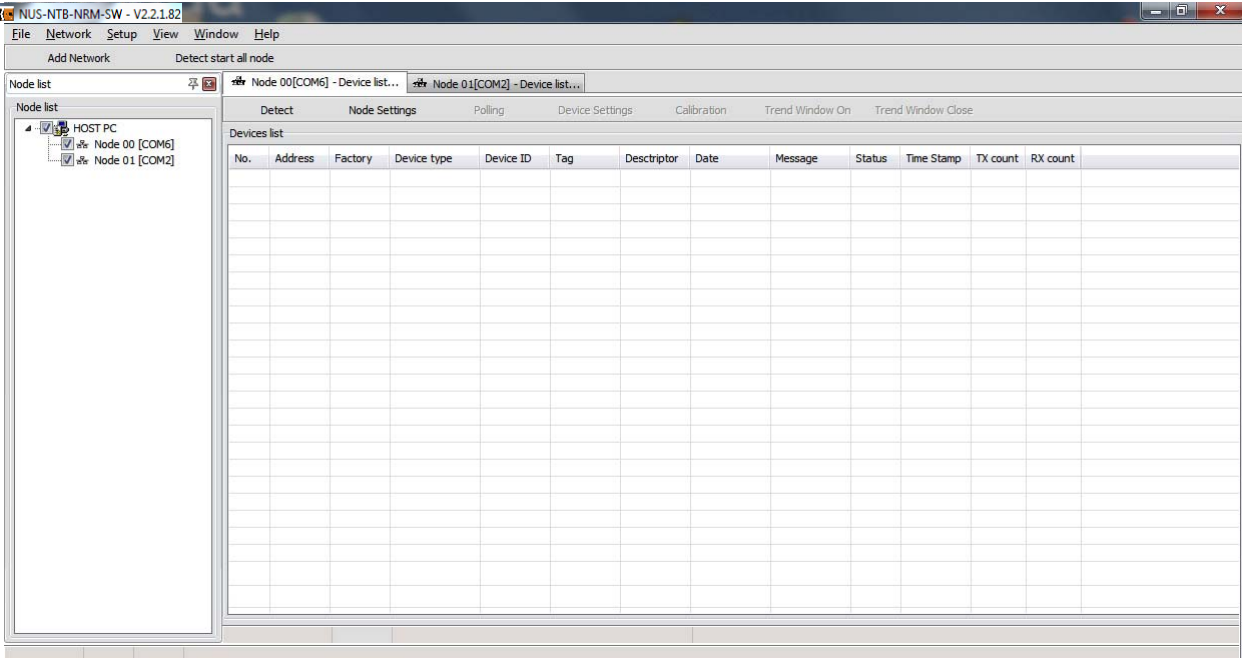 NUS-NTB-NRM-SW - V2.2.1.82
File Network Setup View Window Help
Add Network Detect start all node
Node list
Node 00[COM6] - Device list... Node 01[COM2] - Device list...
Node list
HOST PC
Node 00 [COM6]
Node 01 [COM2]
Detect Node Settings Polling Device Settings Calibration Trend Window On Trend Window Close
Devices list
No. Address Factory Device type Device ID Tag Desctriptor Date Message Status Time Stamp TX count RX count